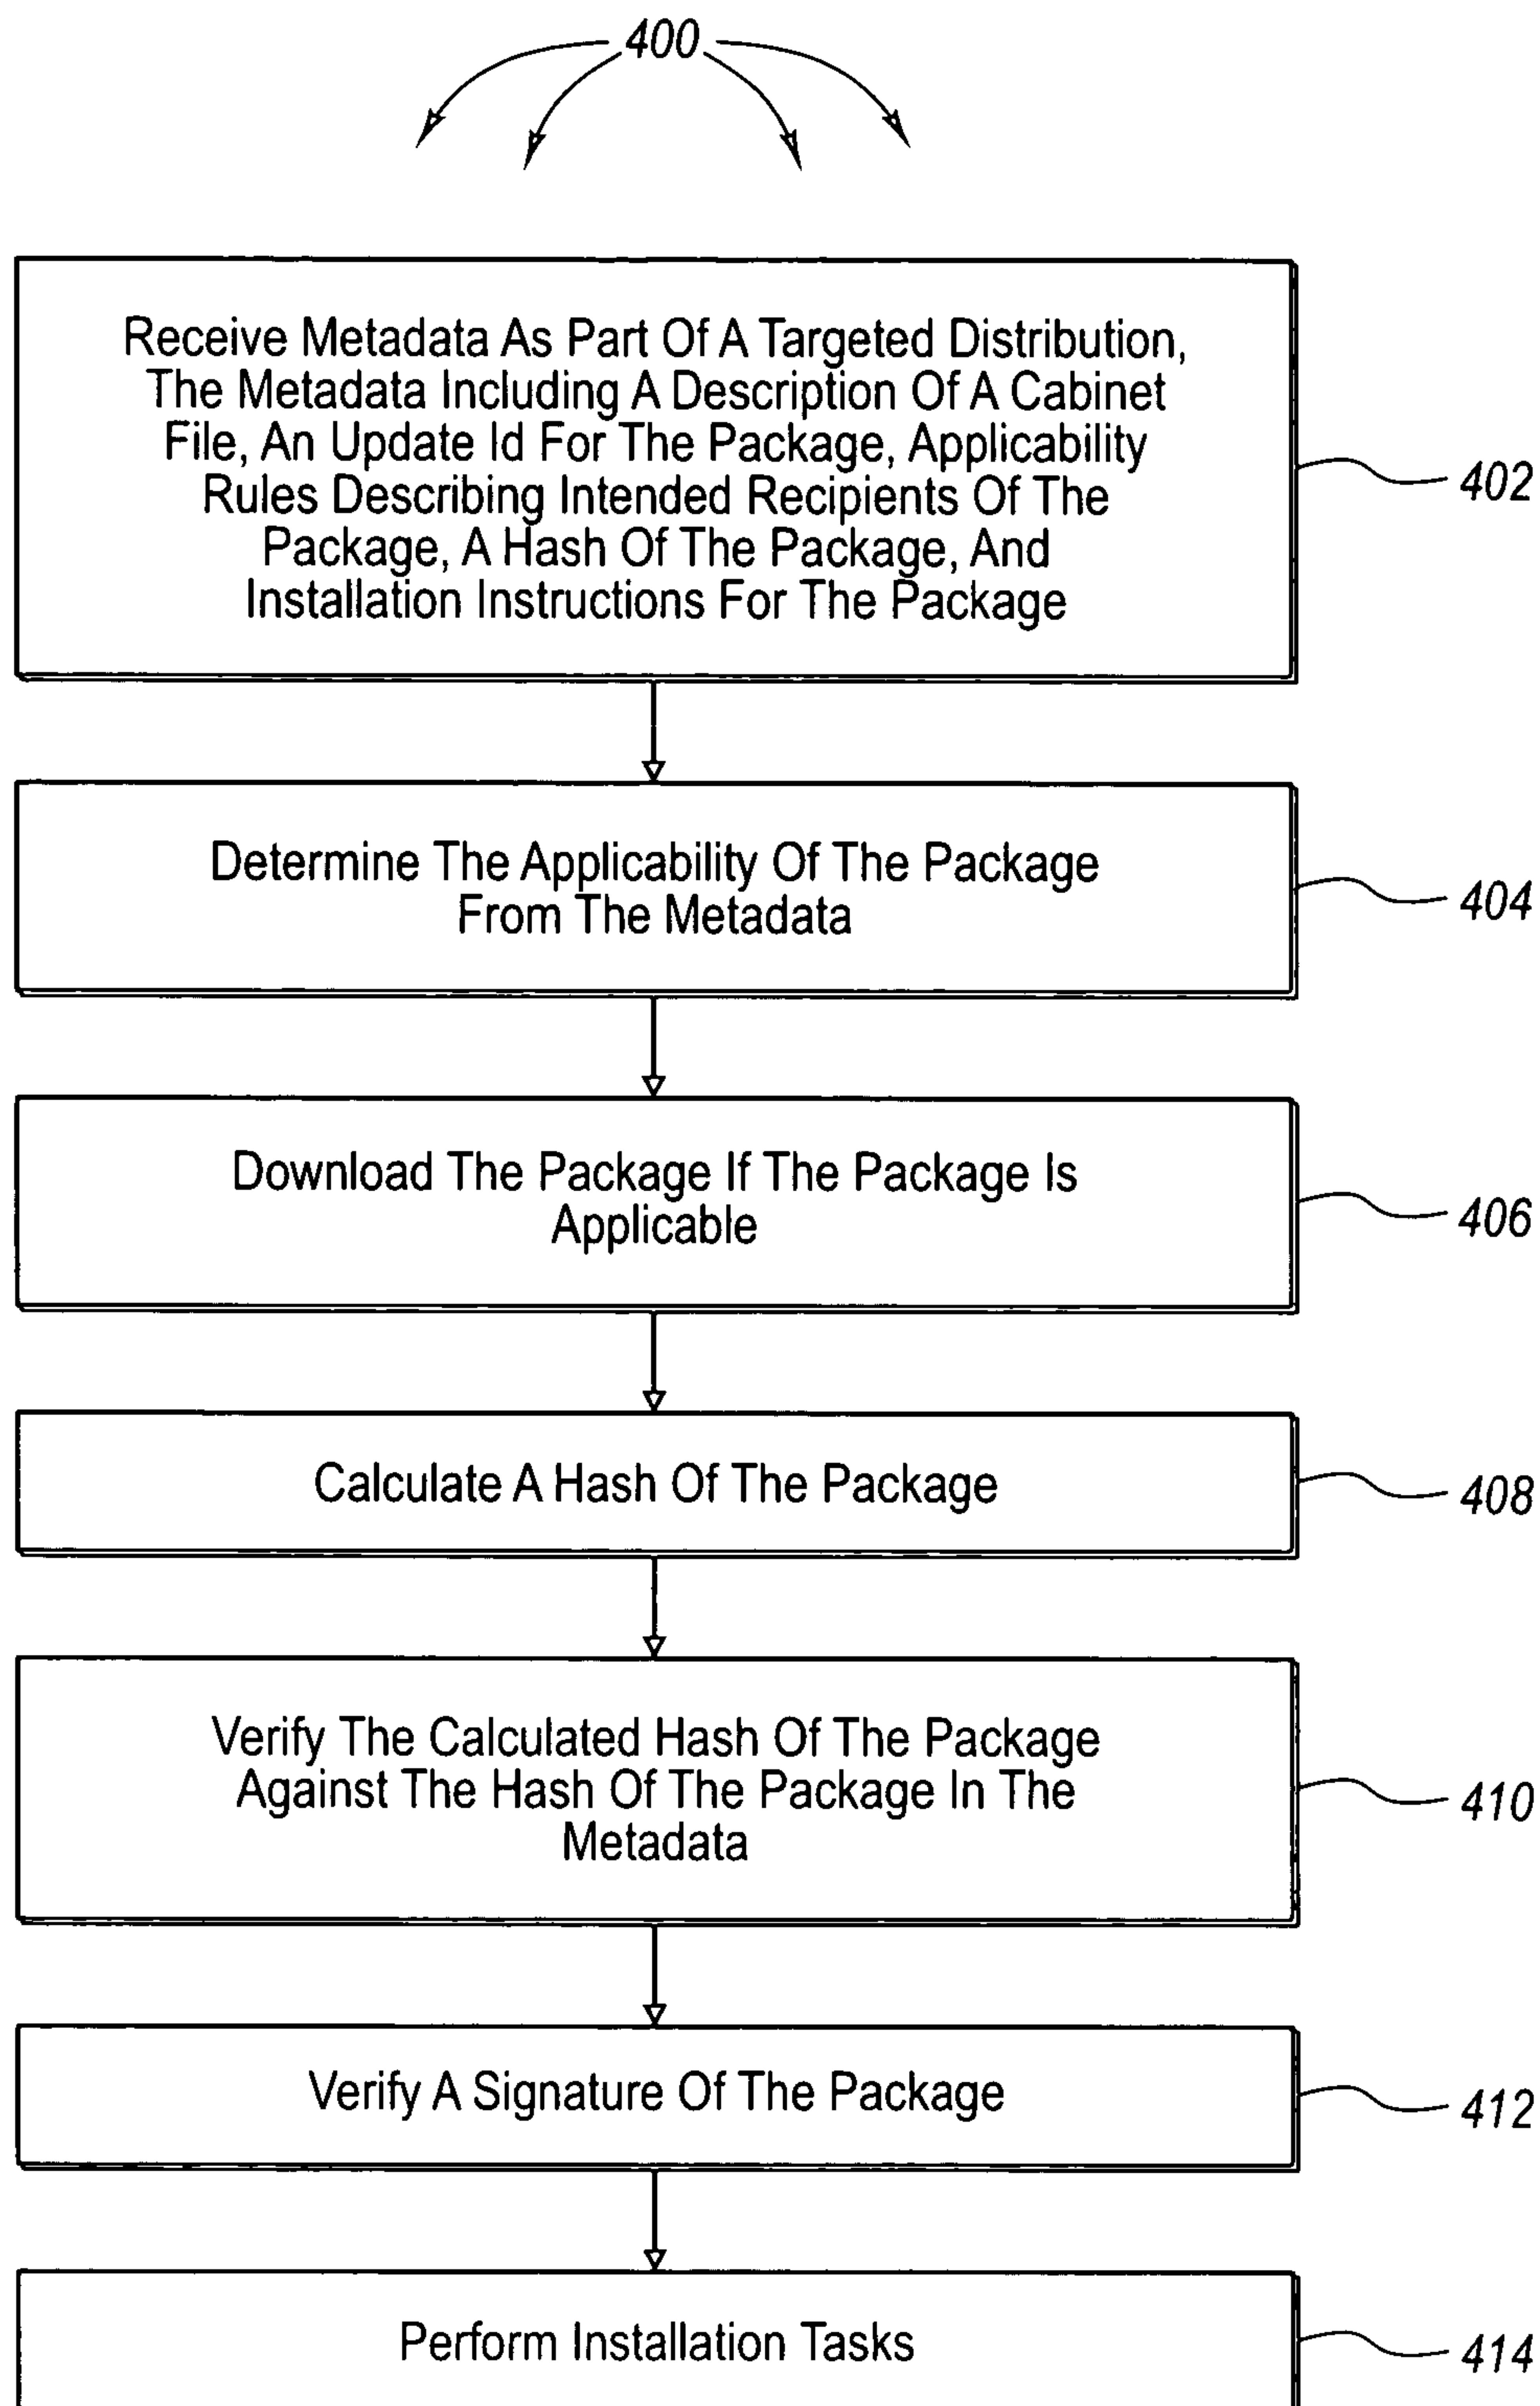 400
Receive Metadata As Part Of A Targeted Distribution,
The Metadata Including A Description Of A Cabinet
File, An Update Id For The Package, Applicability
Rules Describing Intended Recipients Of The
Package, A Hash Of The Package, And
Installation Instructions For The Package
402
Determine The Applicability Of The Package
From The Metadata
404
Download The Package If The Package Is
Applicable
406
Calculate A Hash Of The Package
408
Verify The Calculated Hash Of The Package
Against The Hash Of The Package In The
Metadata
410
Verify A Signature Of The Package
412
Perform Installation Tasks
414